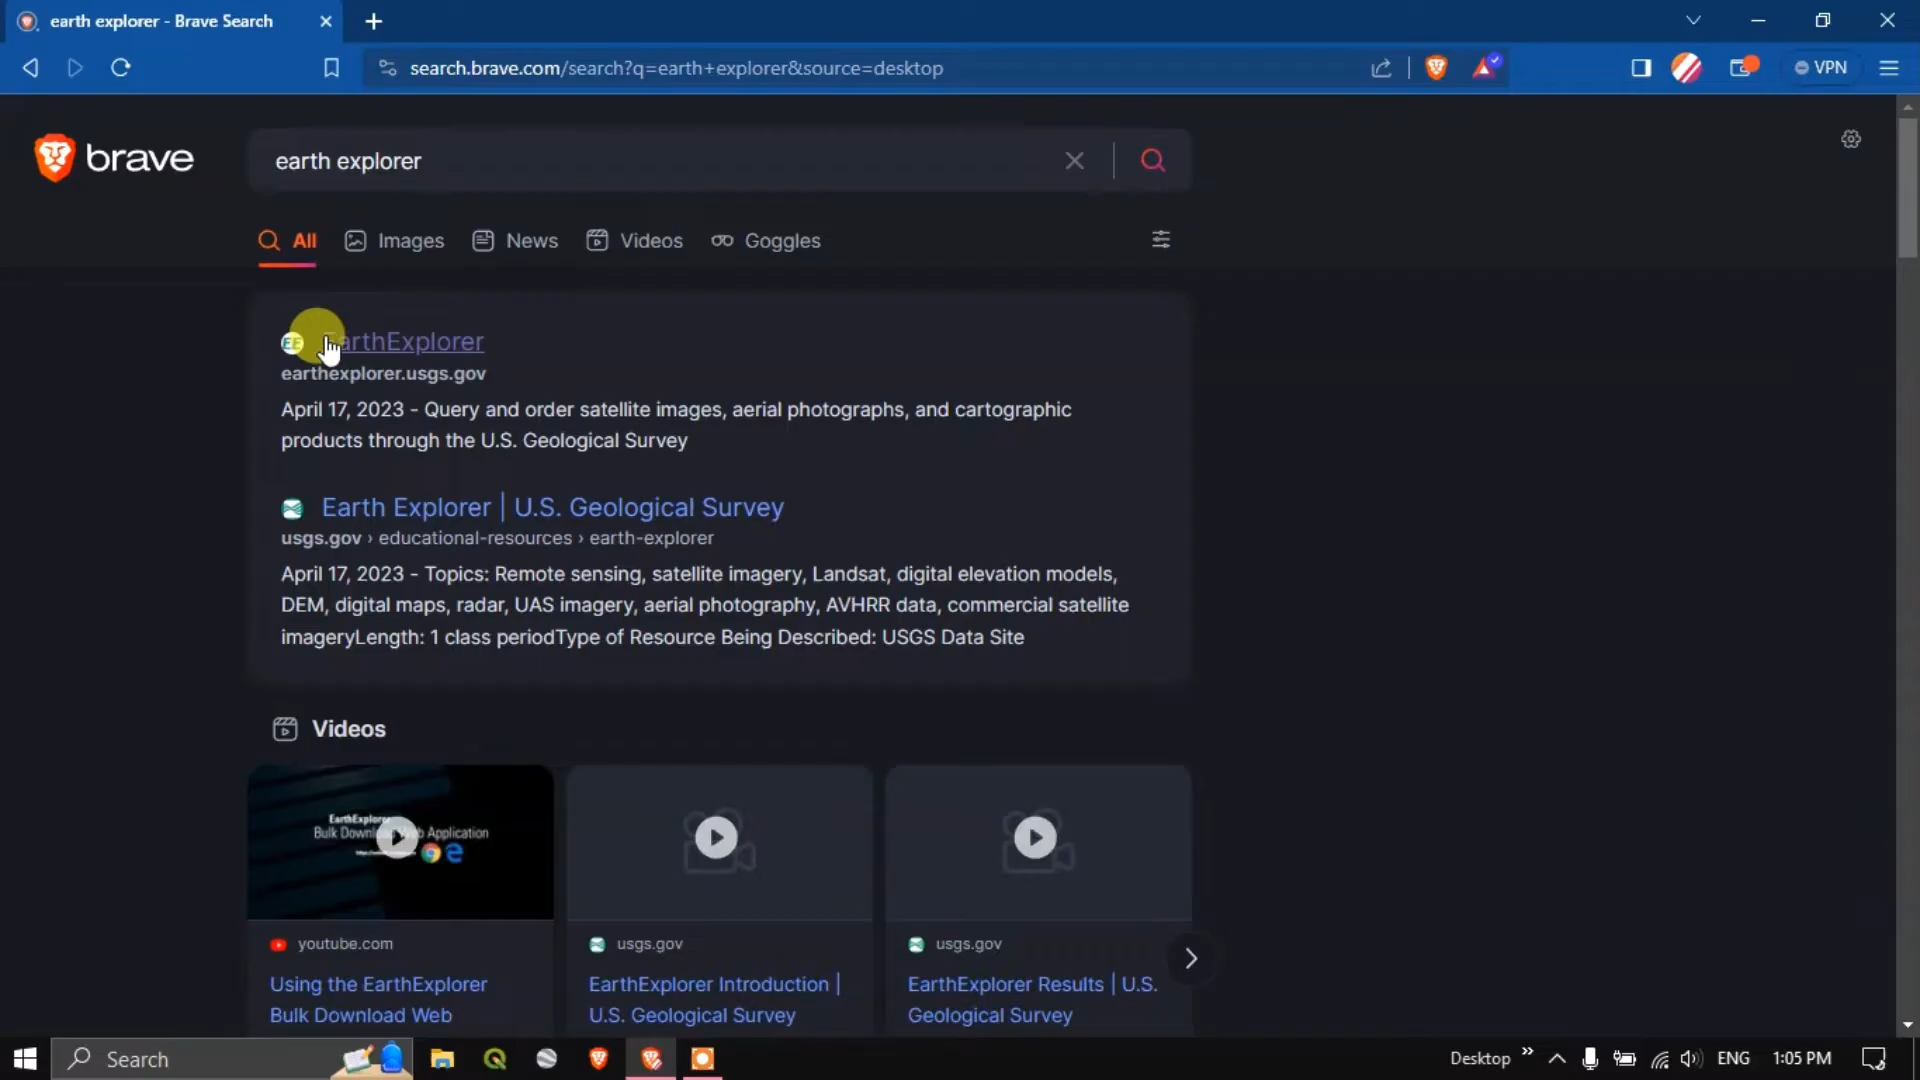 earth explorer - Brave Search
search.brave.com/search?q=earth+explorer&source=desktop
VPN
brave
earth explorer
All Images News Videos Goggles
EarthExplorer
earthexplorer.usgs.gov
April 17, 2023 - Query and order satellite images, aerial photographs, and cartographic
products through the U.S. Geological Survey
Earth Explorer | U.S. Geological Survey
usgs.gov › educational-resources › earth-explorer
April 17, 2023 - Topics: Remote sensing, satellite imagery, Landsat, digital elevation models,
DEM, digital maps, radar, UAS imagery, aerial photography, AVHRR data, commercial satellite
imageryLength: 1 class periodType of Resource Being Described: USGS Data Site
Videos
EarthExplorer
Bulk Download Web Application
youtube.com
Using the EarthExplorer
Bulk Download Web
usgs.gov
EarthExplorer Introduction |
U.S. Geological Survey
usgs.gov
EarthExplorer Results | U.S.
Geological Survey
Search
Desktop
ENG
1:05 PM